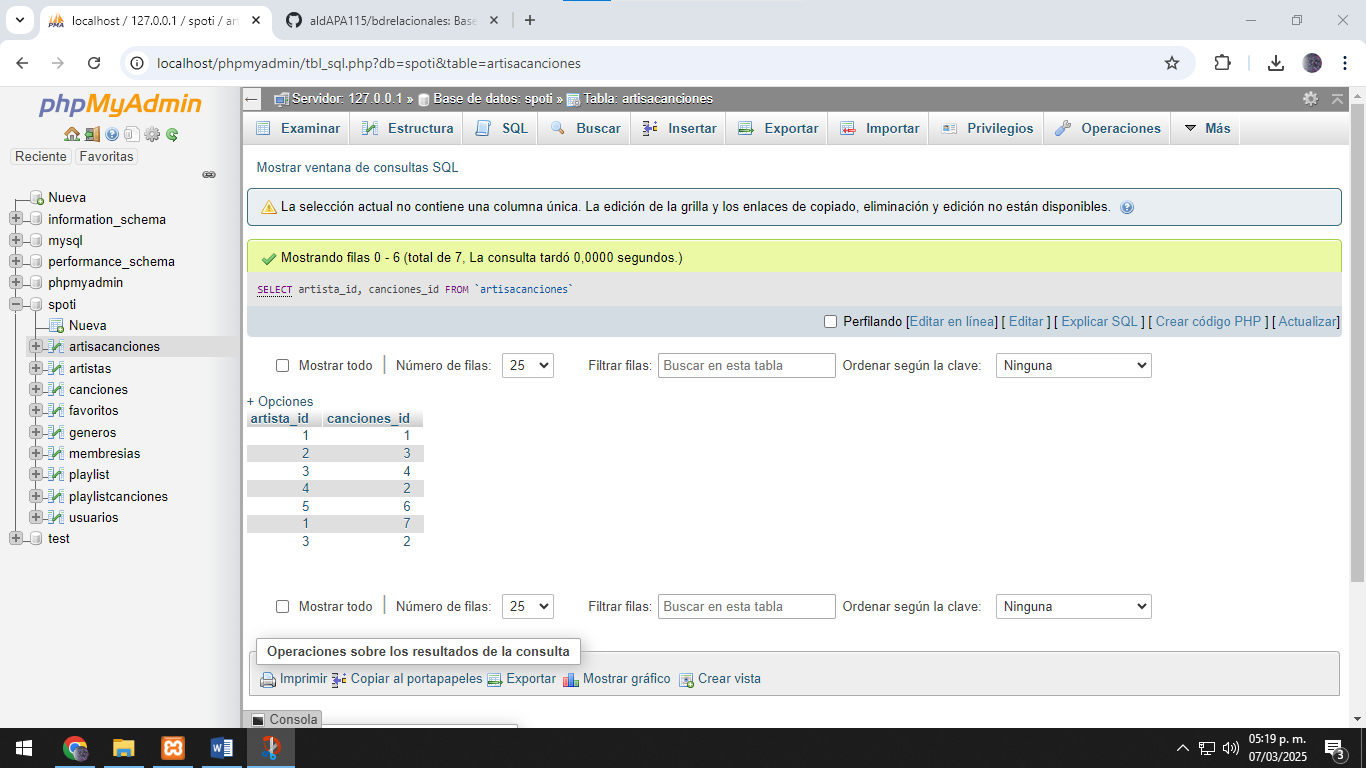 localhost / 127.0.0.1 / spoti / art
aldAPA115/bdrelacionales: Base
localhost/phpmyadmin/tbl_sql.php?db=spoti&table=artisacanciones
phpMyAdmin
Reciente
Favoritas
Nueva
information_schema
mysql
performance_schema
phpmyadmin
spoti
Nueva
artisacanciones
artistas
canciones
favoritos
generos
membresias
playlist
playlistcanciones
usuarios
test
Servidor: 127.0.0.1 » Base de datos: spoti » Tabla: artisacanciones
Examinar Estructura SQL Buscar Insertar Exportar Importar Privilegios Operaciones Más
Mostrar ventana de consultas SQL
La selección actual no contiene una columna única. La edición de la grilla y los enlaces de copiado, eliminación y edición no están disponibles.
Mostrando filas 0 - 6 (total de 7, La consulta tardó 0,0000 segundos.)
SELECT artista_id, canciones_id FROM `artisacanciones`
Perfilando [Editar en línea] [ Editar ] [ Explicar SQL ] [ Crear código PHP ] [ Actualizar]
Mostrar todo | Número de filas: 25 Filtrar filas: Buscar en esta tabla Ordenar según la clave: Ninguna
+ Opciones
artista_id canciones_id
1 1
2 3
3 4
4 2
5 6
1 7
3 2
Mostrar todo | Número de filas: 25 Filtrar filas: Buscar en esta tabla Ordenar según la clave: Ninguna
Operaciones sobre los resultados de la consulta
Imprimir Copiar al portapapeles Exportar Mostrar gráfico Crear vista
Consola
05:19 p. m.
07/03/2025
3